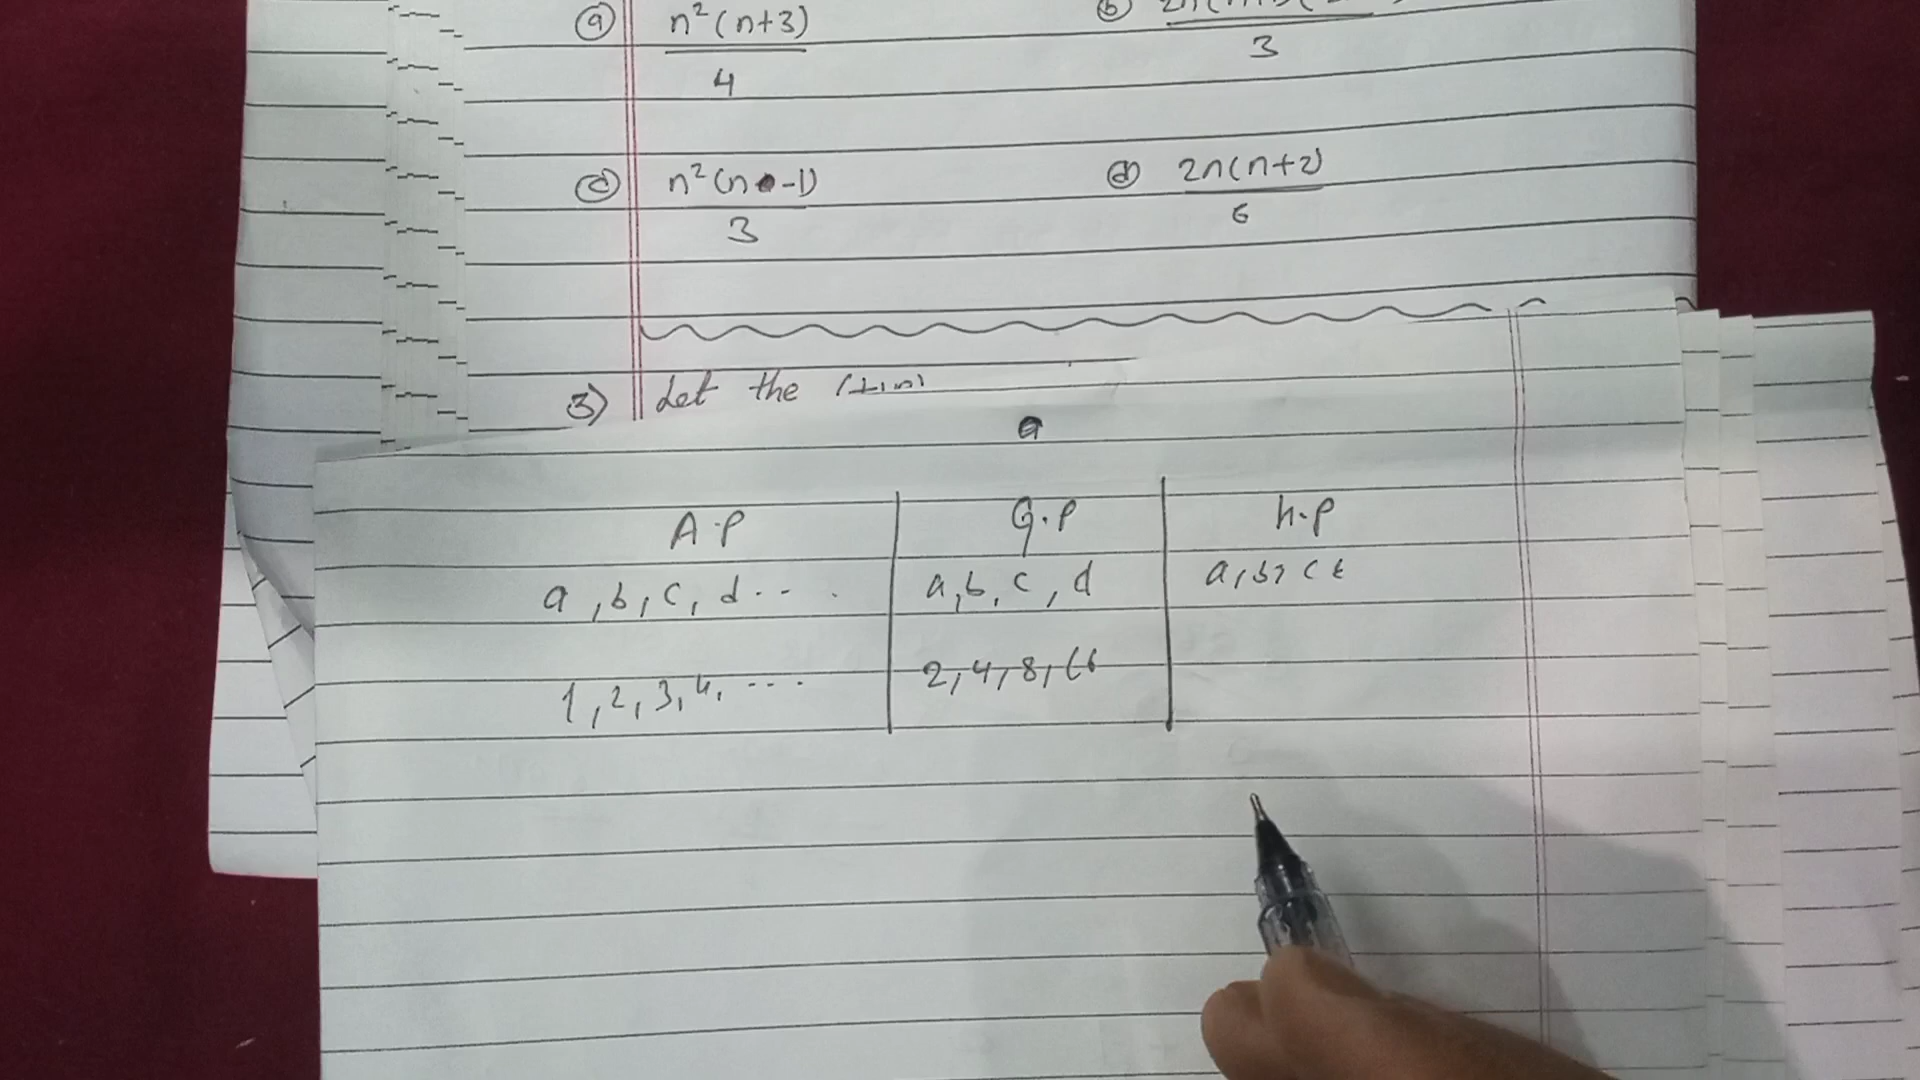 (a) n²(n+3)/4 (b)
3
(c) n²(n-1)/3 (d) 2n(n+2)/6
3) Let the
A.P G.P H.P
a, b, c, d... a, b, c, d a, b, c
1, 2, 3, 4, ... 2, 4, 8, 16